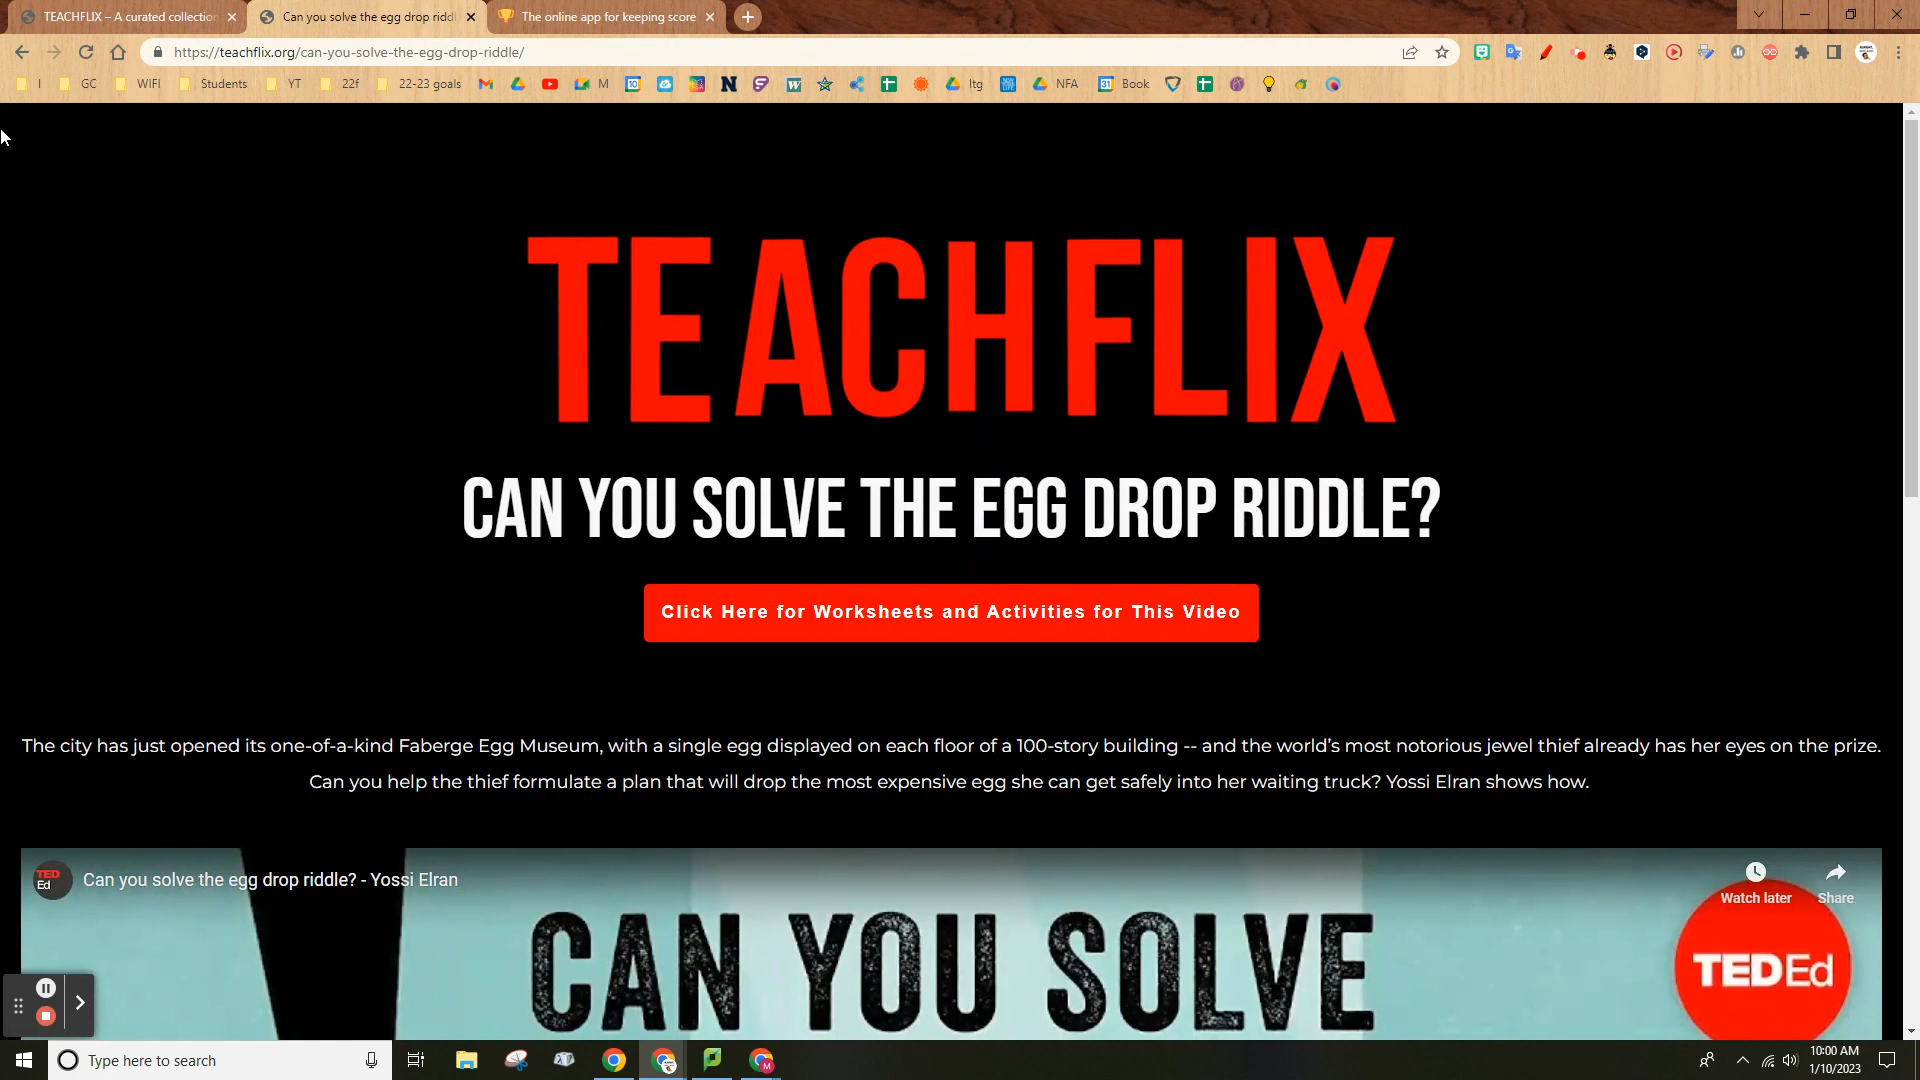 TEACHFLIX – A curated collection
Can you solve the egg drop riddl
The online app for keeping score
https://teachflix.org/can-you-solve-the-egg-drop-riddle/
I
GC
WIFI
Students
YT
22f
22-23 goals
M
ltg
NFA
Book
TEACHFLIX
CAN YOU SOLVE THE EGG DROP RIDDLE?
Click Here for Worksheets and Activities for This Video
The city has just opened its one-of-a-kind Faberge Egg Museum, with a single egg displayed on each floor of a 100-story building -- and the world's most notorious jewel thief already has her eyes on the prize.
Can you help the thief formulate a plan that will drop the most expensive egg she can get safely into her waiting truck? Yossi Elran shows how.
TED
Ed
Can you solve the egg drop riddle? - Yossi Elran
Watch later
Share
CAN YOU SOLVE
TEDEd
Type here to search
10:00 AM
1/10/2023